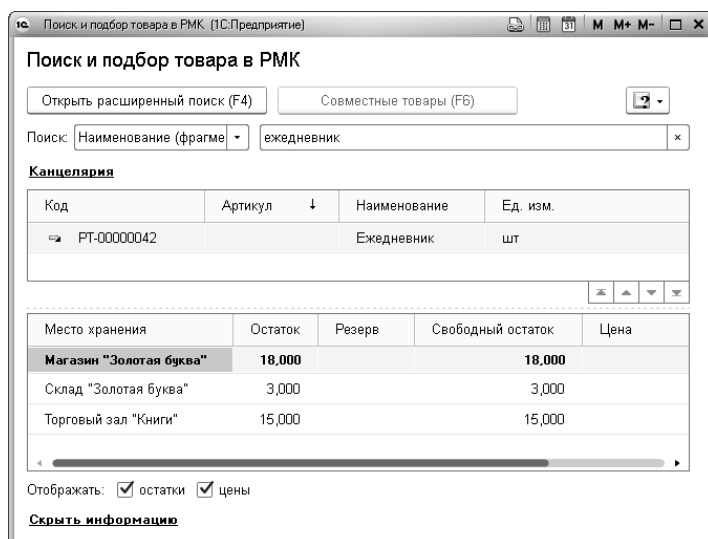 1С Поиск и подбор товара в РМК (1С:Предприятие) 31 M M+ M-
Поиск и подбор товара в РМК
Открыть расширенный поиск (F4) Совместные товары (F6) ?
Поиск: Наименование (фрагме ежедневник ×
Канцелярия
Код Артикул ↓ Наименование Ед. изм.
РТ-00000042 Ежедневник шт
Место хранения Остаток Резерв Свободный остаток Цена
Магазин "Золотая буква" 18,000 18,000
Склад "Золотая буква" 3,000 3,000
Торговый зал "Книги" 15,000 15,000
Отображать: остатки цены
Скрыть информацию